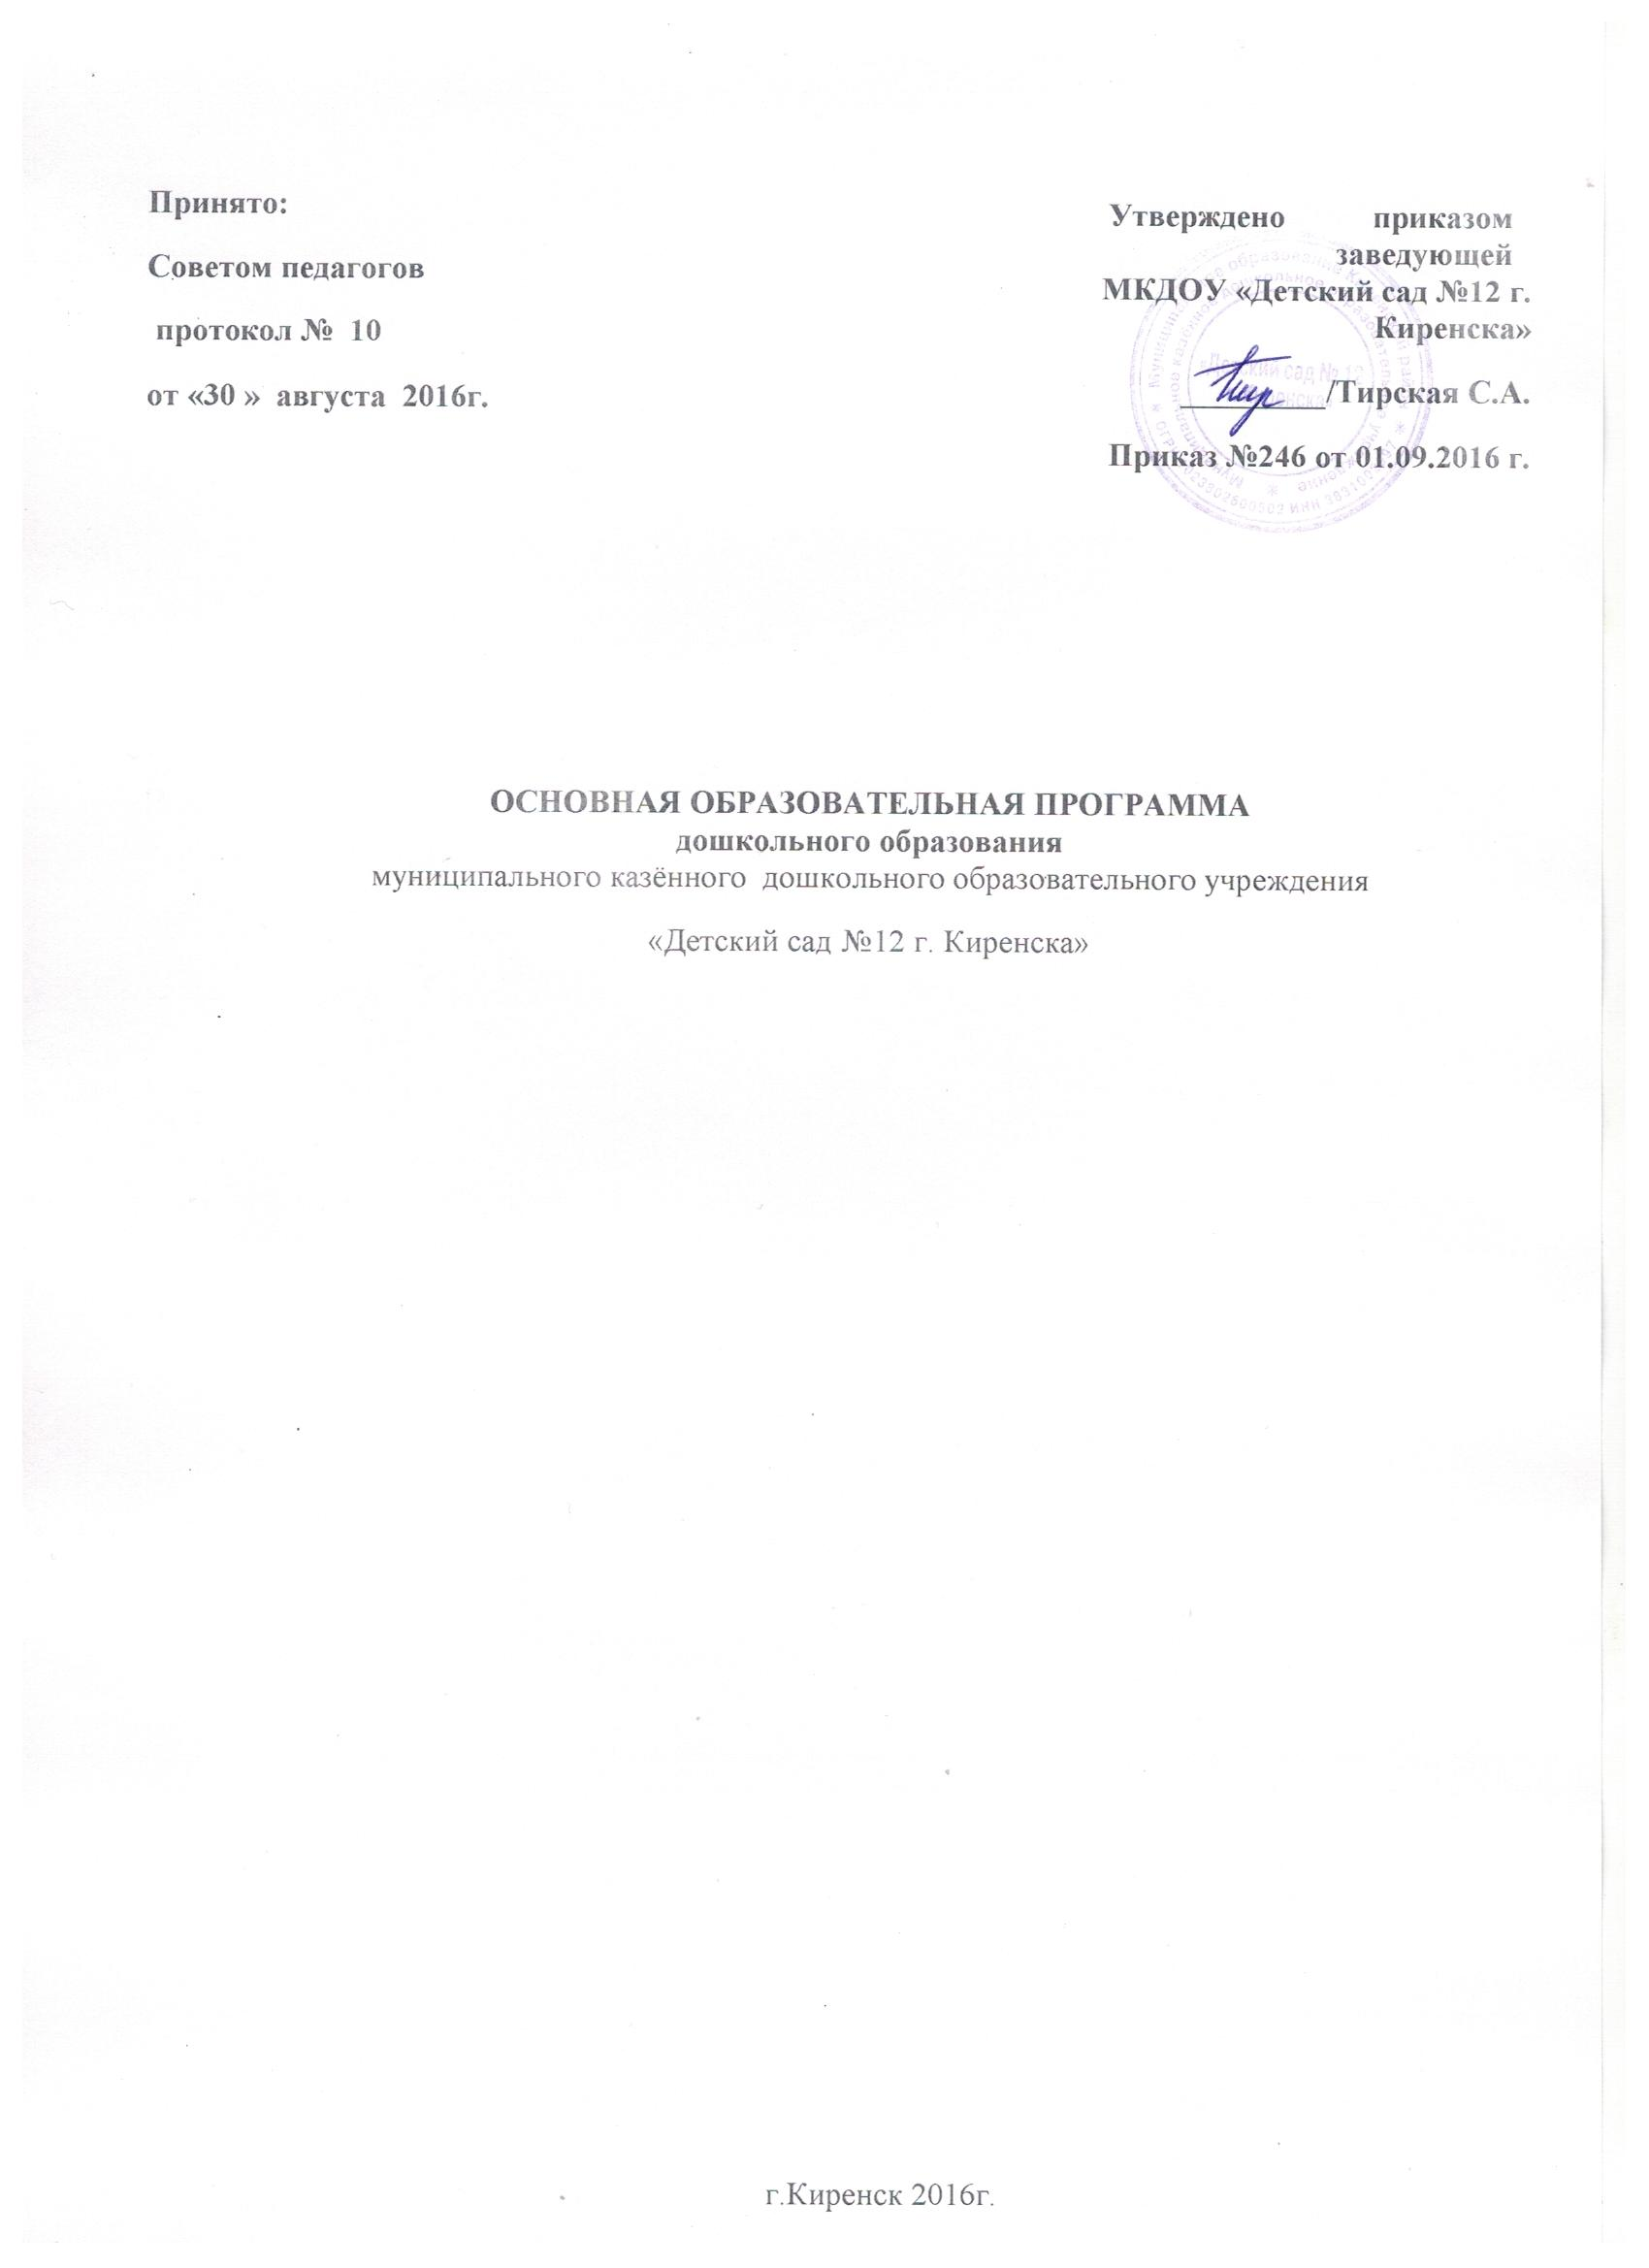 Принято:
Советом педагогов
протокол № 10
от «30 » августа 2016г.
Утверждено приказом
заведующей
МКДОУ «Детский сад №12 г.
Киренска»
/Тирская С.А.
Приказ №246 от 01.09.2016 г.
ОСНОВНАЯ ОБРАЗОВАТЕЛЬНАЯ ПРОГРАММА
дошкольного образования
муниципального казённого дошкольного образовательного учреждения
«Детский сад №12 г. Киренска»
г.Киренск 2016г.